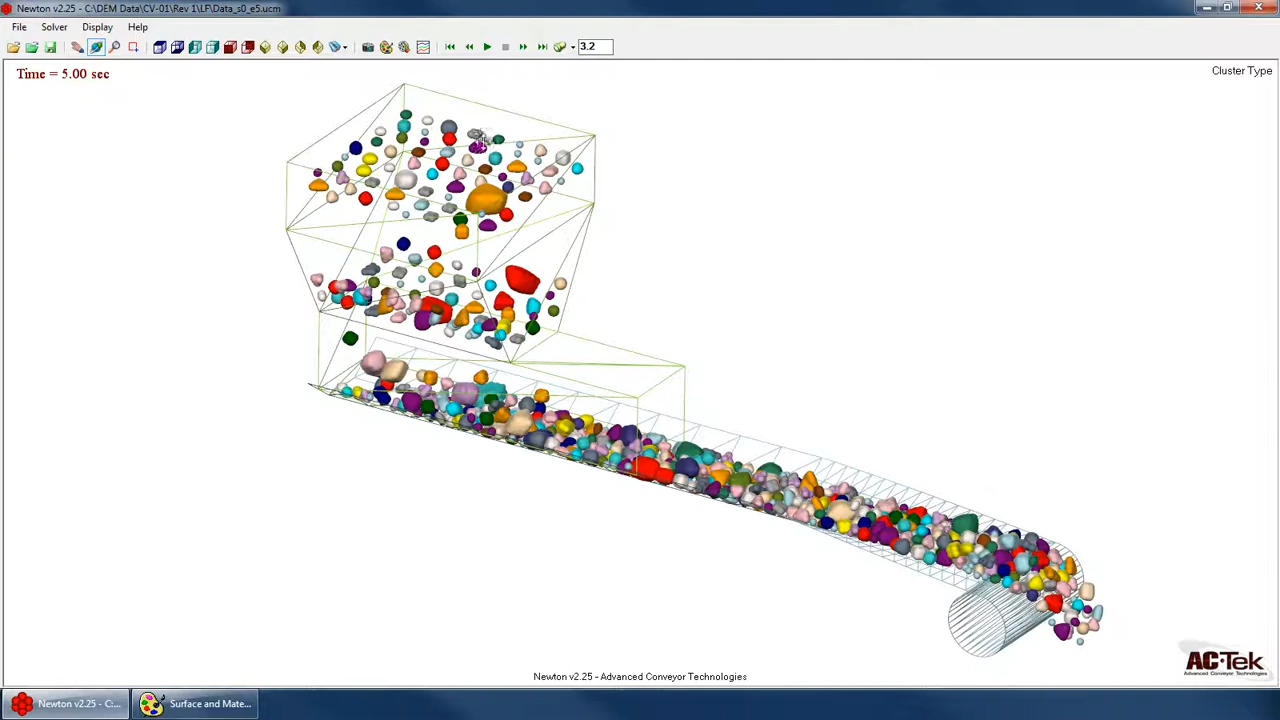 Newton v2.25 - C:\DEM Data\CV-01\Rev 1\LF\Data_s0_e5.ucm
File Solver Display Help
3.2
Time = 5.00 sec
Cluster Type
AC-Tek
Advanced Conveyor Technologies
Newton v2.25 - Advanced Conveyor Technologies
Newton v2.25 - C:...
Surface and Mate...